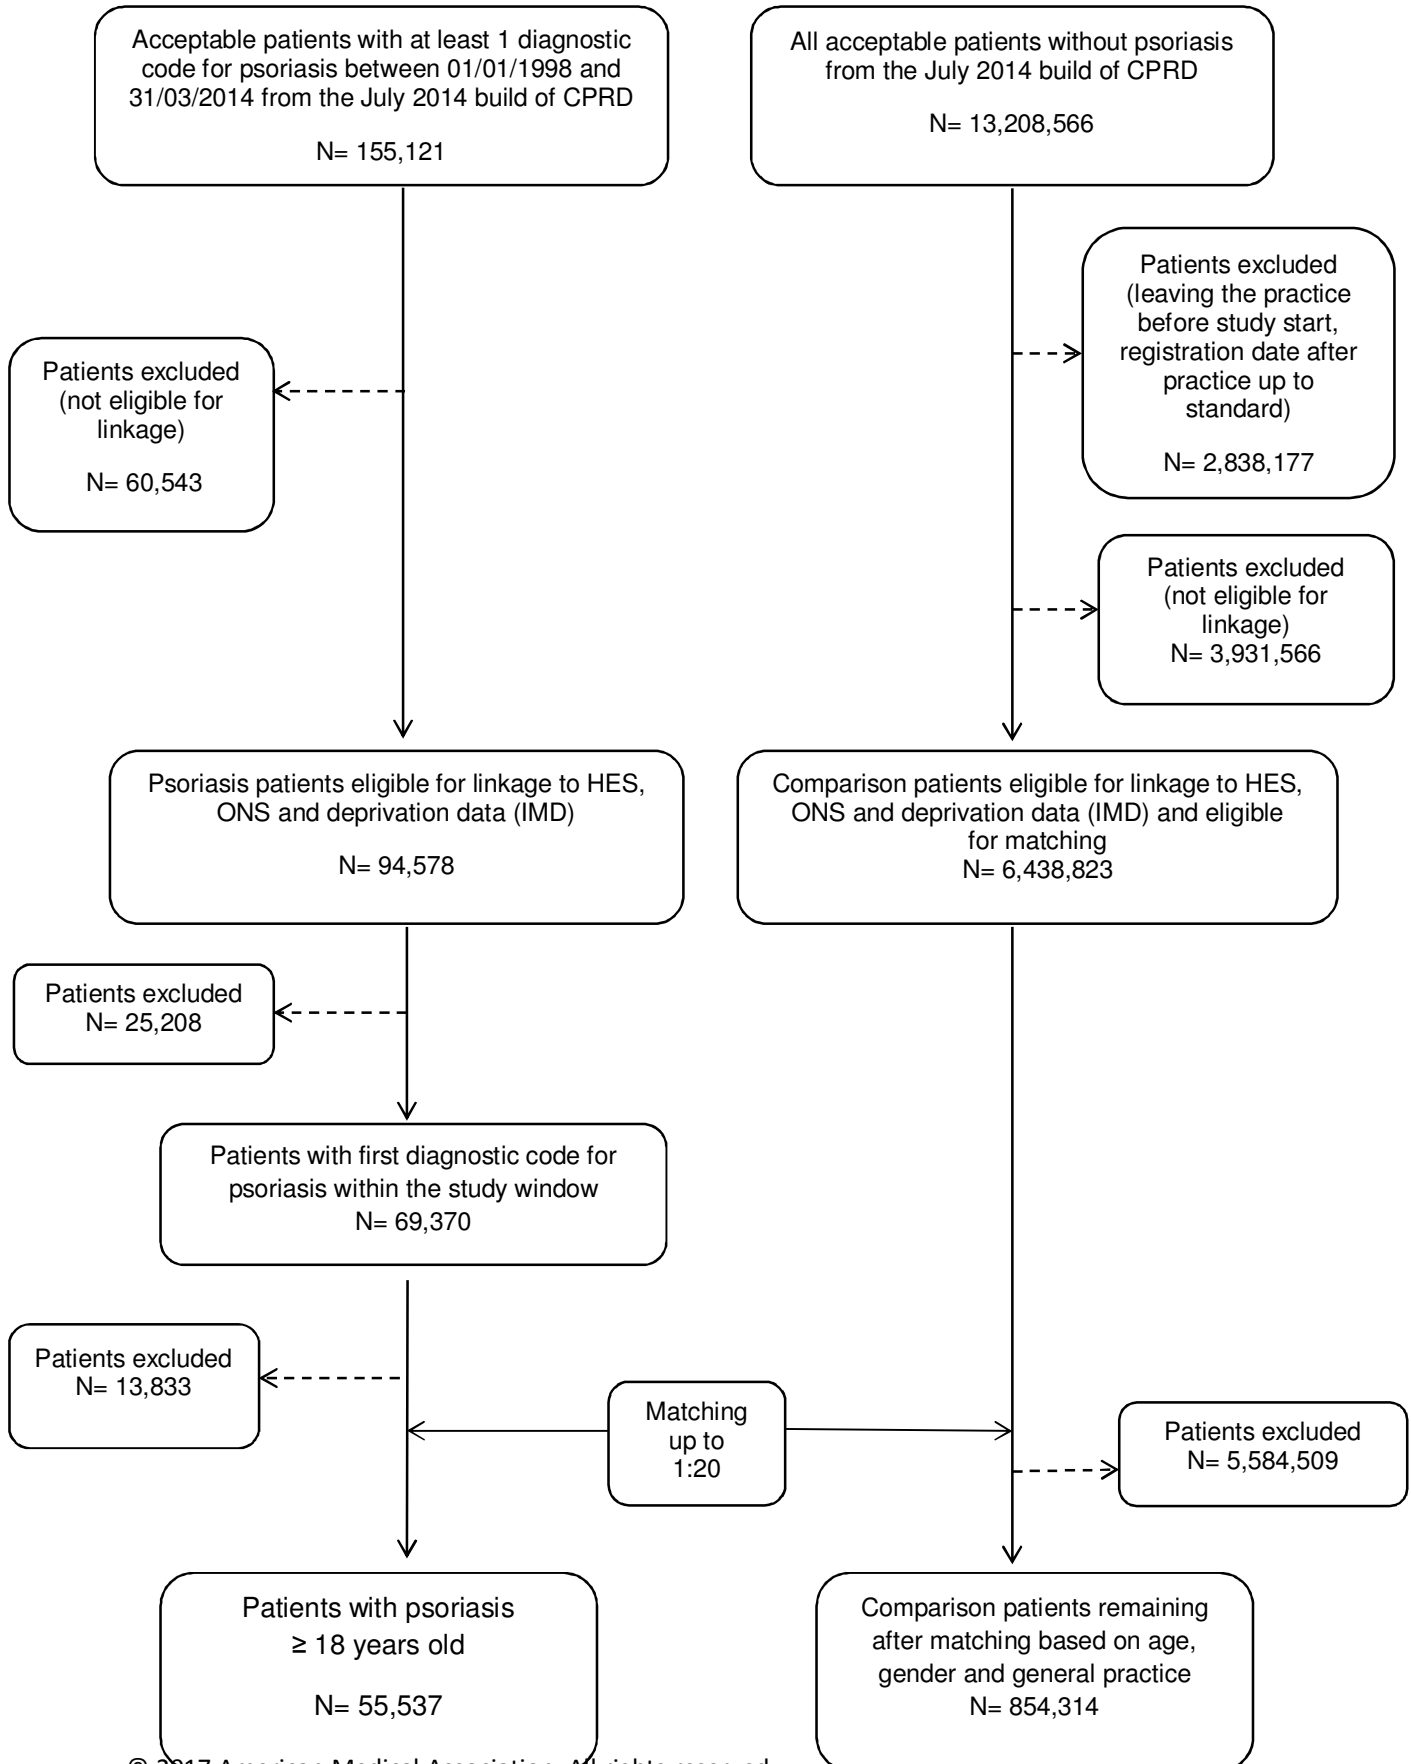 Acceptable patients with at least 1 diagnostic
code for psoriasis between 01/01/1998 and
31/03/2014 from the July 2014 build of CPRD
N= 155,121
All acceptable patients without psoriasis
from the July 2014 build of CPRD
N= 13,208,566
Patients excluded
(leaving the practice
before study start,
registration date after
practice up to
standard)
N= 2,838,177
Patients excluded
(not eligible for
linkage)
N= 60,543
Patients excluded
(not eligible for
linkage)
N= 3,931,566
Psoriasis patients eligible for linkage to HES,
ONS and deprivation data (IMD)
N= 94,578
Comparison patients eligible for linkage to HES,
ONS and deprivation data (IMD) and eligible
for matching
N= 6,438,823
Patients excluded
N= 25,208
Patients with first diagnostic code for
psoriasis within the study window
N= 69,370
Patients excluded
N= 13,833
Matching
up to
1:20
Patients excluded
N= 5,584,509
Patients with psoriasis
≥ 18 years old
N= 55,537
Comparison patients remaining
after matching based on age,
gender and general practice
N= 854,314
© 2017 American Medical Association. All rights reserved